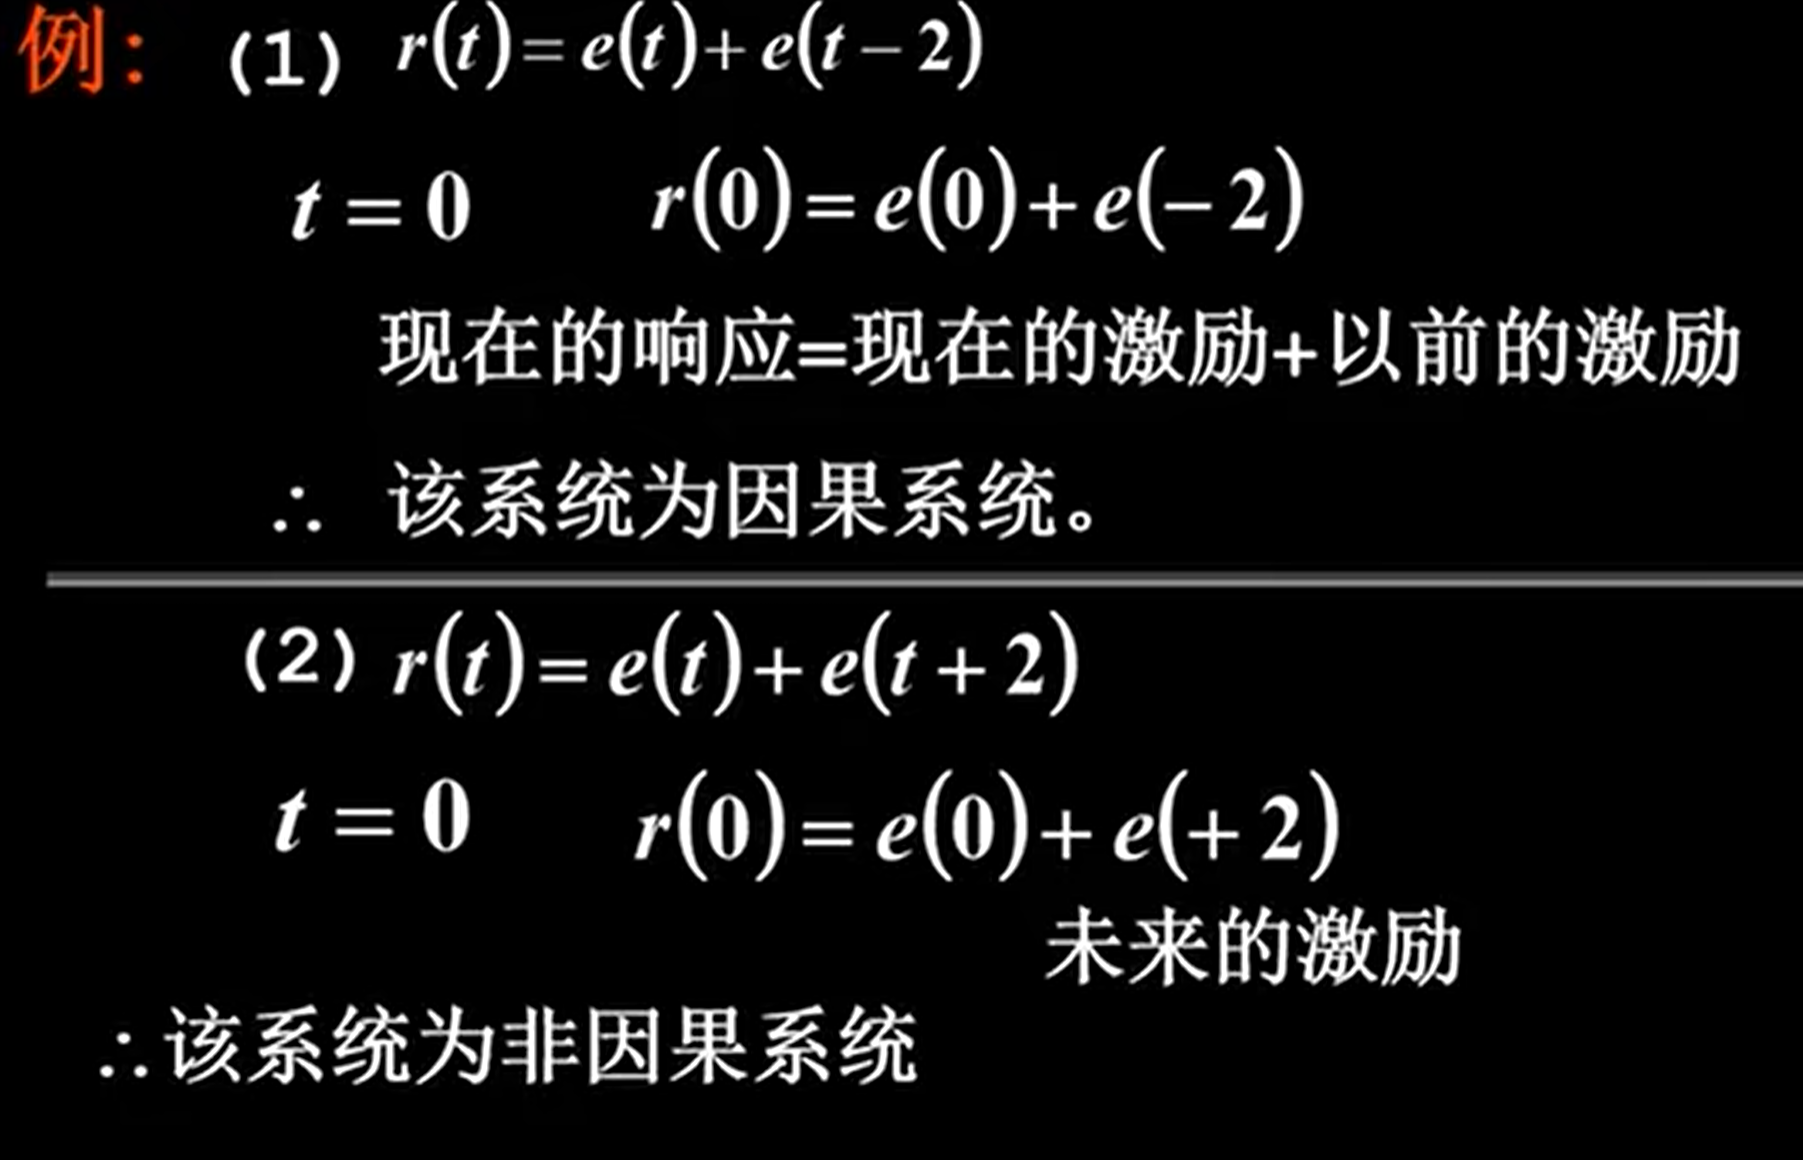 例：(1) r(t)=e(t)+e(t−2)
t=0 r(0)=e(0)+e(−2)
现在的响应=现在的激励+以前的激励
∴ 该系统为因果系统。
(2) r(t)=e(t)+e(t+2)
t=0 r(0)=e(0)+e(+2)
未来的激励
∴该系统为非因果系统